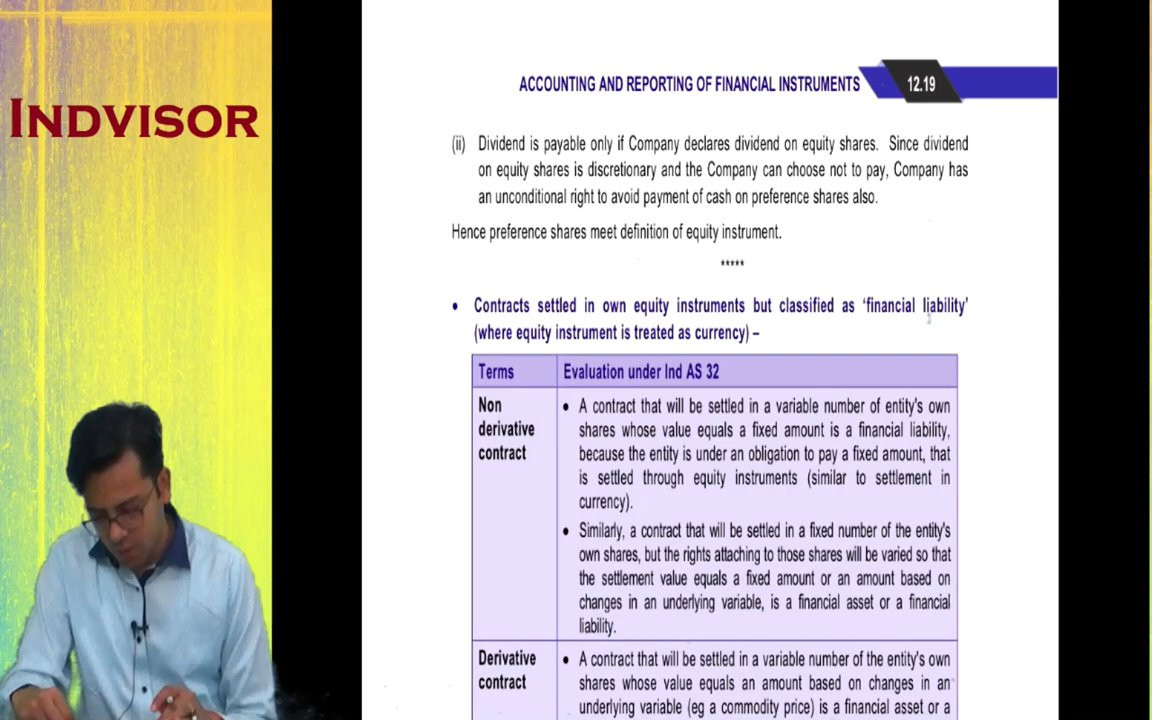 INDVISOR
ACCOUNTING AND REPORTING OF FINANCIAL INSTRUMENTS 12.19
(ii) Dividend is payable only if Company declares dividend on equity shares. Since dividend
on equity shares is discretionary and the Company can choose not to pay, Company has
an unconditional right to avoid payment of cash on preference shares also.
Hence preference shares meet definition of equity instrument.
*****
• Contracts settled in own equity instruments but classified as ‘financial liability’
(where equity instrument is treated as currency) –
Terms
Evaluation under Ind AS 32
Non
derivative
contract
• A contract that will be settled in a variable number of entity's own
shares whose value equals a fixed amount is a financial liability,
because the entity is under an obligation to pay a fixed amount, that
is settled through equity instruments (similar to settlement in
currency).
• Similarly, a contract that will be settled in a fixed number of the entity's
own shares, but the rights attaching to those shares will be varied so that
the settlement value equals a fixed amount or an amount based on
changes in an underlying variable, is a financial asset or a financial
liability.
Derivative
contract
• A contract that will be settled in a variable number of the entity's own
shares whose value equals an amount based on changes in an
underlying variable (eg a commodity price) is a financial asset or a